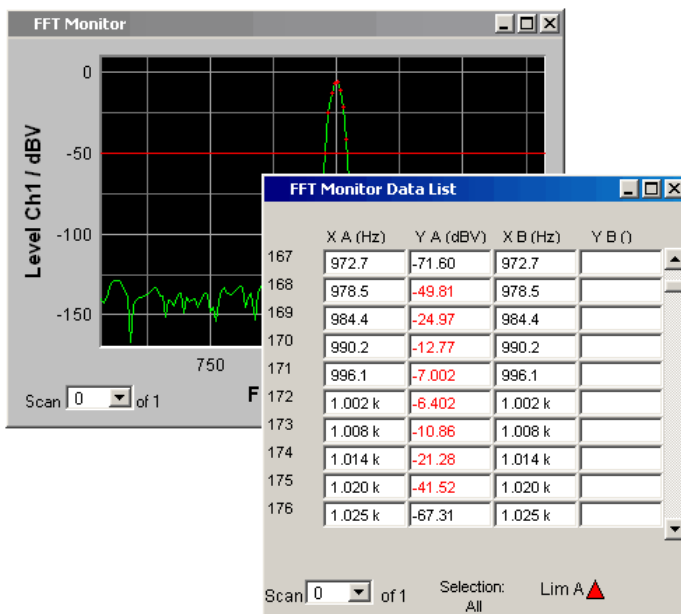 FFT Monitor
Level Ch1 / dBV
0
-50
-100
-150
750
F
Scan 0 of 1
FFT Monitor Data List
X A (Hz) Y A (dBV) X B (Hz) Y B ()
167 972.7 -71.60 972.7
168 978.5 -49.81 978.5
169 984.4 -24.97 984.4
170 990.2 -12.77 990.2
171 996.1 -7.002 996.1
172 1.002 k -6.402 1.002 k
173 1.008 k -10.86 1.008 k
174 1.014 k -21.28 1.014 k
175 1.020 k -41.52 1.020 k
176 1.025 k -67.31 1.025 k
Scan 0 of 1
Selection:
All
Lim A